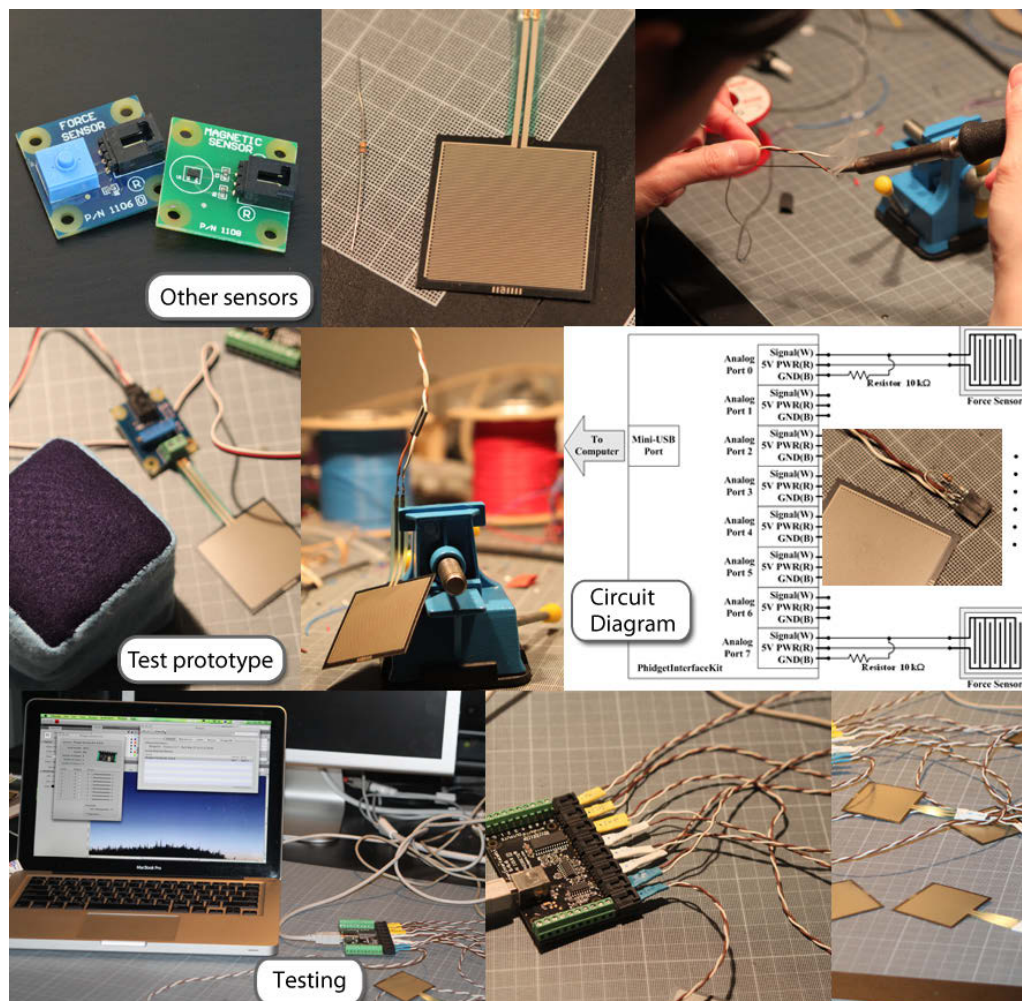 FORCE
SENSOR
P/N 1106
MAGNETIC
SENSOR
P/N 1108
Other sensors
Test prototype
To
Computer
Mini-USB
Port
Analog
Port 0
Signal(W)
5V PWR(R)
GND(B)
Resistor 10kΩ
Force Sensor
Analog
Port 1
Signal(W)
5V PWR(R)
GND(B)
Analog
Port 2
Signal(W)
5V PWR(R)
GND(B)
Analog
Port 3
Signal(W)
5V PWR(R)
GND(B)
Analog
Port 4
Signal(W)
5V PWR(R)
GND(B)
Analog
Port 5
Signal(W)
5V PWR(R)
GND(B)
Analog
Port 6
Signal(W)
5V PWR(R)
GND(B)
Analog
Port 7
Signal(W)
5V PWR(R)
GND(B)
Resistor 10kΩ
Force Sensor
PhidgetInterfaceKit
Circuit
Diagram
MacBook Pro
Testing